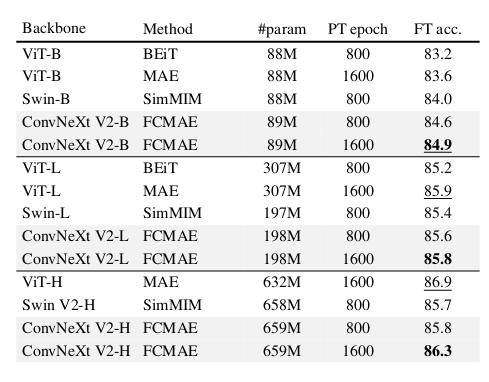 Backbone Method #param PT epoch FT acc.
ViT-B BEiT 88M 800 83.2
ViT-B MAE 88M 1600 83.6
Swin-B SimMIM 88M 800 84.0
ConvNeXt V2-B FCMAE 89M 800 84.6
ConvNeXt V2-B FCMAE 89M 1600 84.9
ViT-L BEiT 307M 800 85.2
ViT-L MAE 307M 1600 85.9
Swin-L SimMIM 197M 800 85.4
ConvNeXt V2-L FCMAE 198M 800 85.6
ConvNeXt V2-L FCMAE 198M 1600 85.8
ViT-H MAE 632M 1600 86.9
Swin V2-H SimMIM 658M 800 85.7
ConvNeXt V2-H FCMAE 659M 800 85.8
ConvNeXt V2-H FCMAE 659M 1600 86.3